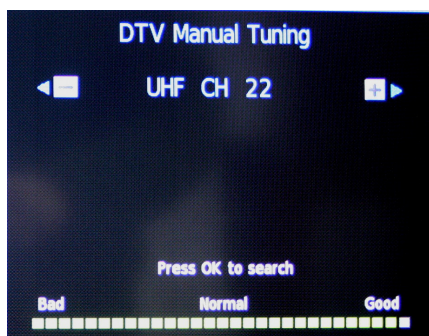 DTV Manual Tuning
− UHF CH 22 +
Press OK to search
Bad Normal Good